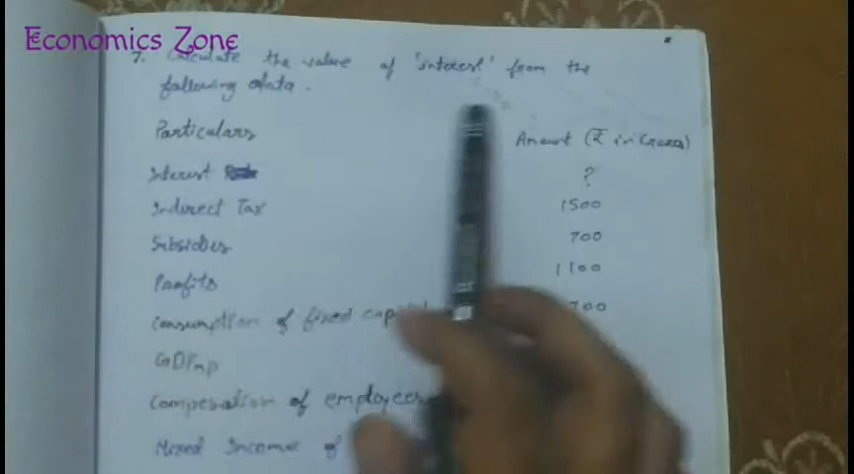 Economics Zone
7. Calculate the value of 'interest' from the
following data.
Particulars Amount (₹ in Crores)
Interest ?
Indirect Tax 1500
Subsidies 700
Profits 1100
Consumption of fixed capital 700
GDPmp
Compensation of employees
Mixed Income of